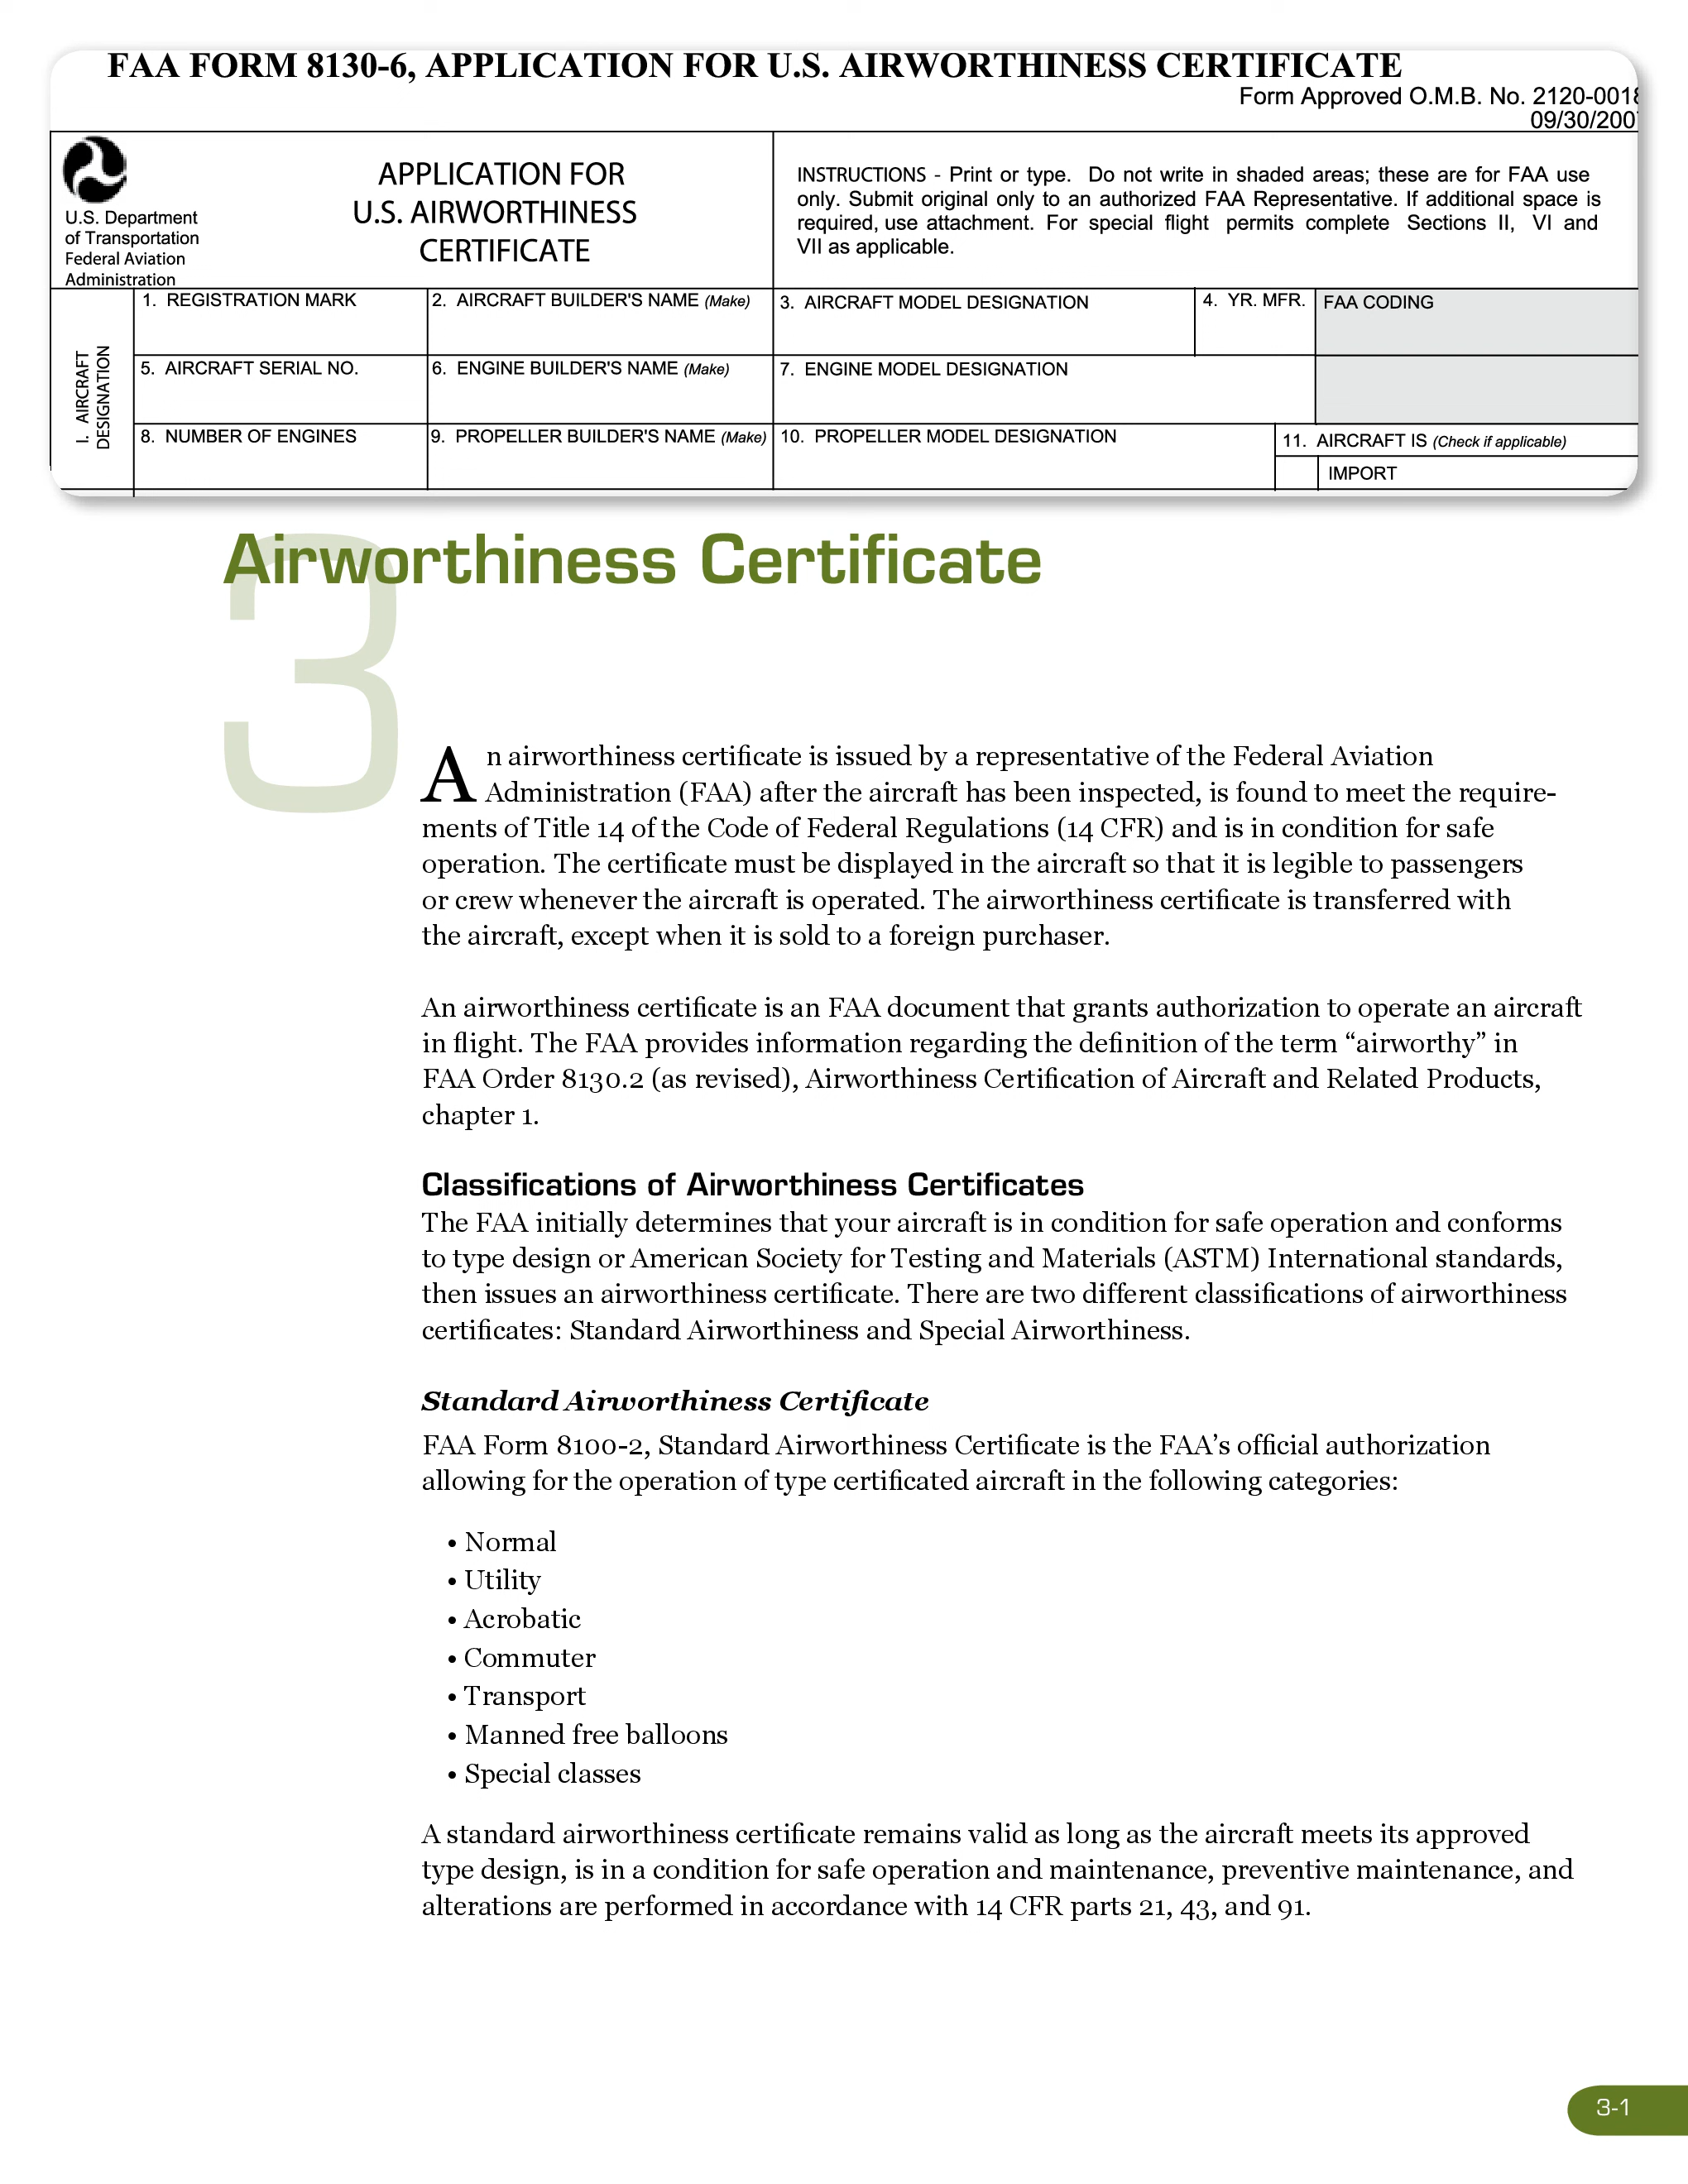 FAA FORM 8130-6, APPLICATION FOR U.S. AIRWORTHINESS CERTIFICATE
Form Approved O.M.B. No. 2120-0018
09/30/200
U.S. Department
of Transportation
Federal Aviation
Administration
APPLICATION FOR
U.S. AIRWORTHINESS
CERTIFICATE
INSTRUCTIONS - Print or type. Do not write in shaded areas; these are for FAA use
only. Submit original only to an authorized FAA Representative. If additional space is
required, use attachment. For special flight permits complete Sections II, VI and
VII as applicable.
I. AIRCRAFT
DESIGNATION
1. REGISTRATION MARK
2. AIRCRAFT BUILDER'S NAME (Make)
3. AIRCRAFT MODEL DESIGNATION
4. YR. MFR.
FAA CODING
5. AIRCRAFT SERIAL NO.
6. ENGINE BUILDER'S NAME (Make)
7. ENGINE MODEL DESIGNATION
8. NUMBER OF ENGINES
9. PROPELLER BUILDER'S NAME (Make)
10. PROPELLER MODEL DESIGNATION
11. AIRCRAFT IS (Check if applicable)
IMPORT
3
Airworthiness Certificate
An airworthiness certificate is issued by a representative of the Federal Aviation
Administration (FAA) after the aircraft has been inspected, is found to meet the require-
ments of Title 14 of the Code of Federal Regulations (14 CFR) and is in condition for safe
operation. The certificate must be displayed in the aircraft so that it is legible to passengers
or crew whenever the aircraft is operated. The airworthiness certificate is transferred with
the aircraft, except when it is sold to a foreign purchaser.
An airworthiness certificate is an FAA document that grants authorization to operate an aircraft
in flight. The FAA provides information regarding the definition of the term “airworthy” in
FAA Order 8130.2 (as revised), Airworthiness Certification of Aircraft and Related Products,
chapter 1.
Classifications of Airworthiness Certificates
The FAA initially determines that your aircraft is in condition for safe operation and conforms
to type design or American Society for Testing and Materials (ASTM) International standards,
then issues an airworthiness certificate. There are two different classifications of airworthiness
certificates: Standard Airworthiness and Special Airworthiness.
Standard Airworthiness Certificate
FAA Form 8100-2, Standard Airworthiness Certificate is the FAA’s official authorization
allowing for the operation of type certificated aircraft in the following categories:
• Normal
• Utility
• Acrobatic
• Commuter
• Transport
• Manned free balloons
• Special classes
A standard airworthiness certificate remains valid as long as the aircraft meets its approved
type design, is in a condition for safe operation and maintenance, preventive maintenance, and
alterations are performed in accordance with 14 CFR parts 21, 43, and 91.
3-1